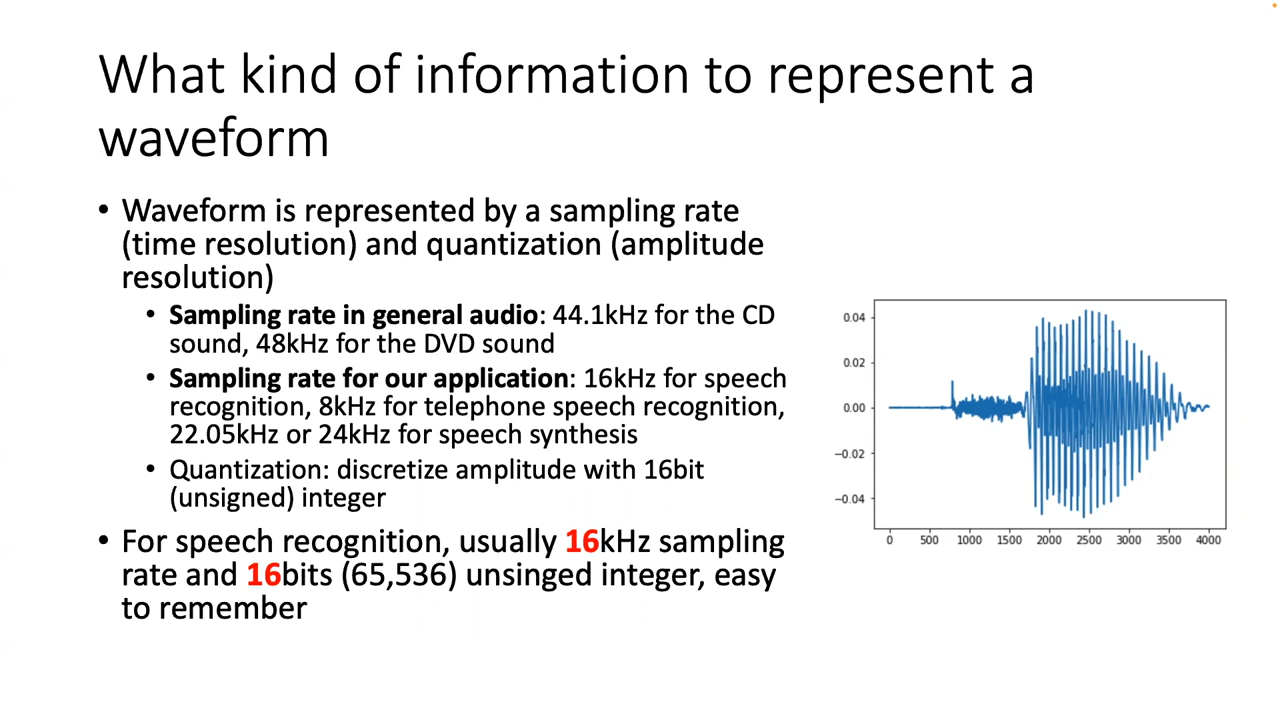 What kind of information to represent a
waveform
• Waveform is represented by a sampling rate
(time resolution) and quantization (amplitude
resolution)
• Sampling rate in general audio: 44.1kHz for the CD
sound, 48kHz for the DVD sound
• Sampling rate for our application: 16kHz for speech
recognition, 8kHz for telephone speech recognition,
22.05kHz or 24kHz for speech synthesis
• Quantization: discretize amplitude with 16bit
(unsigned) integer
• For speech recognition, usually 16kHz sampling
rate and 16bits (65,536) unsinged integer, easy
to remember
0.04
0.02
0.00
−0.02
−0.04
0 500 1000 1500 2000 2500 3000 3500 4000